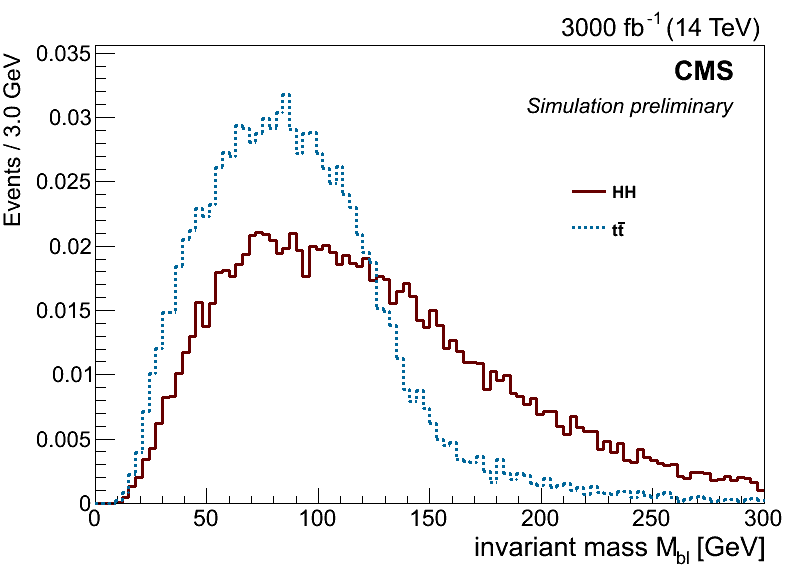 3000 fb-1 (14 TeV)
CMS
Simulation preliminary
HH
tt̄
Events / 3.0 GeV
0.035
0.03
0.025
0.02
0.015
0.01
0.005
0
0 50 100 150 200 250 300
invariant mass Mbl [GeV]